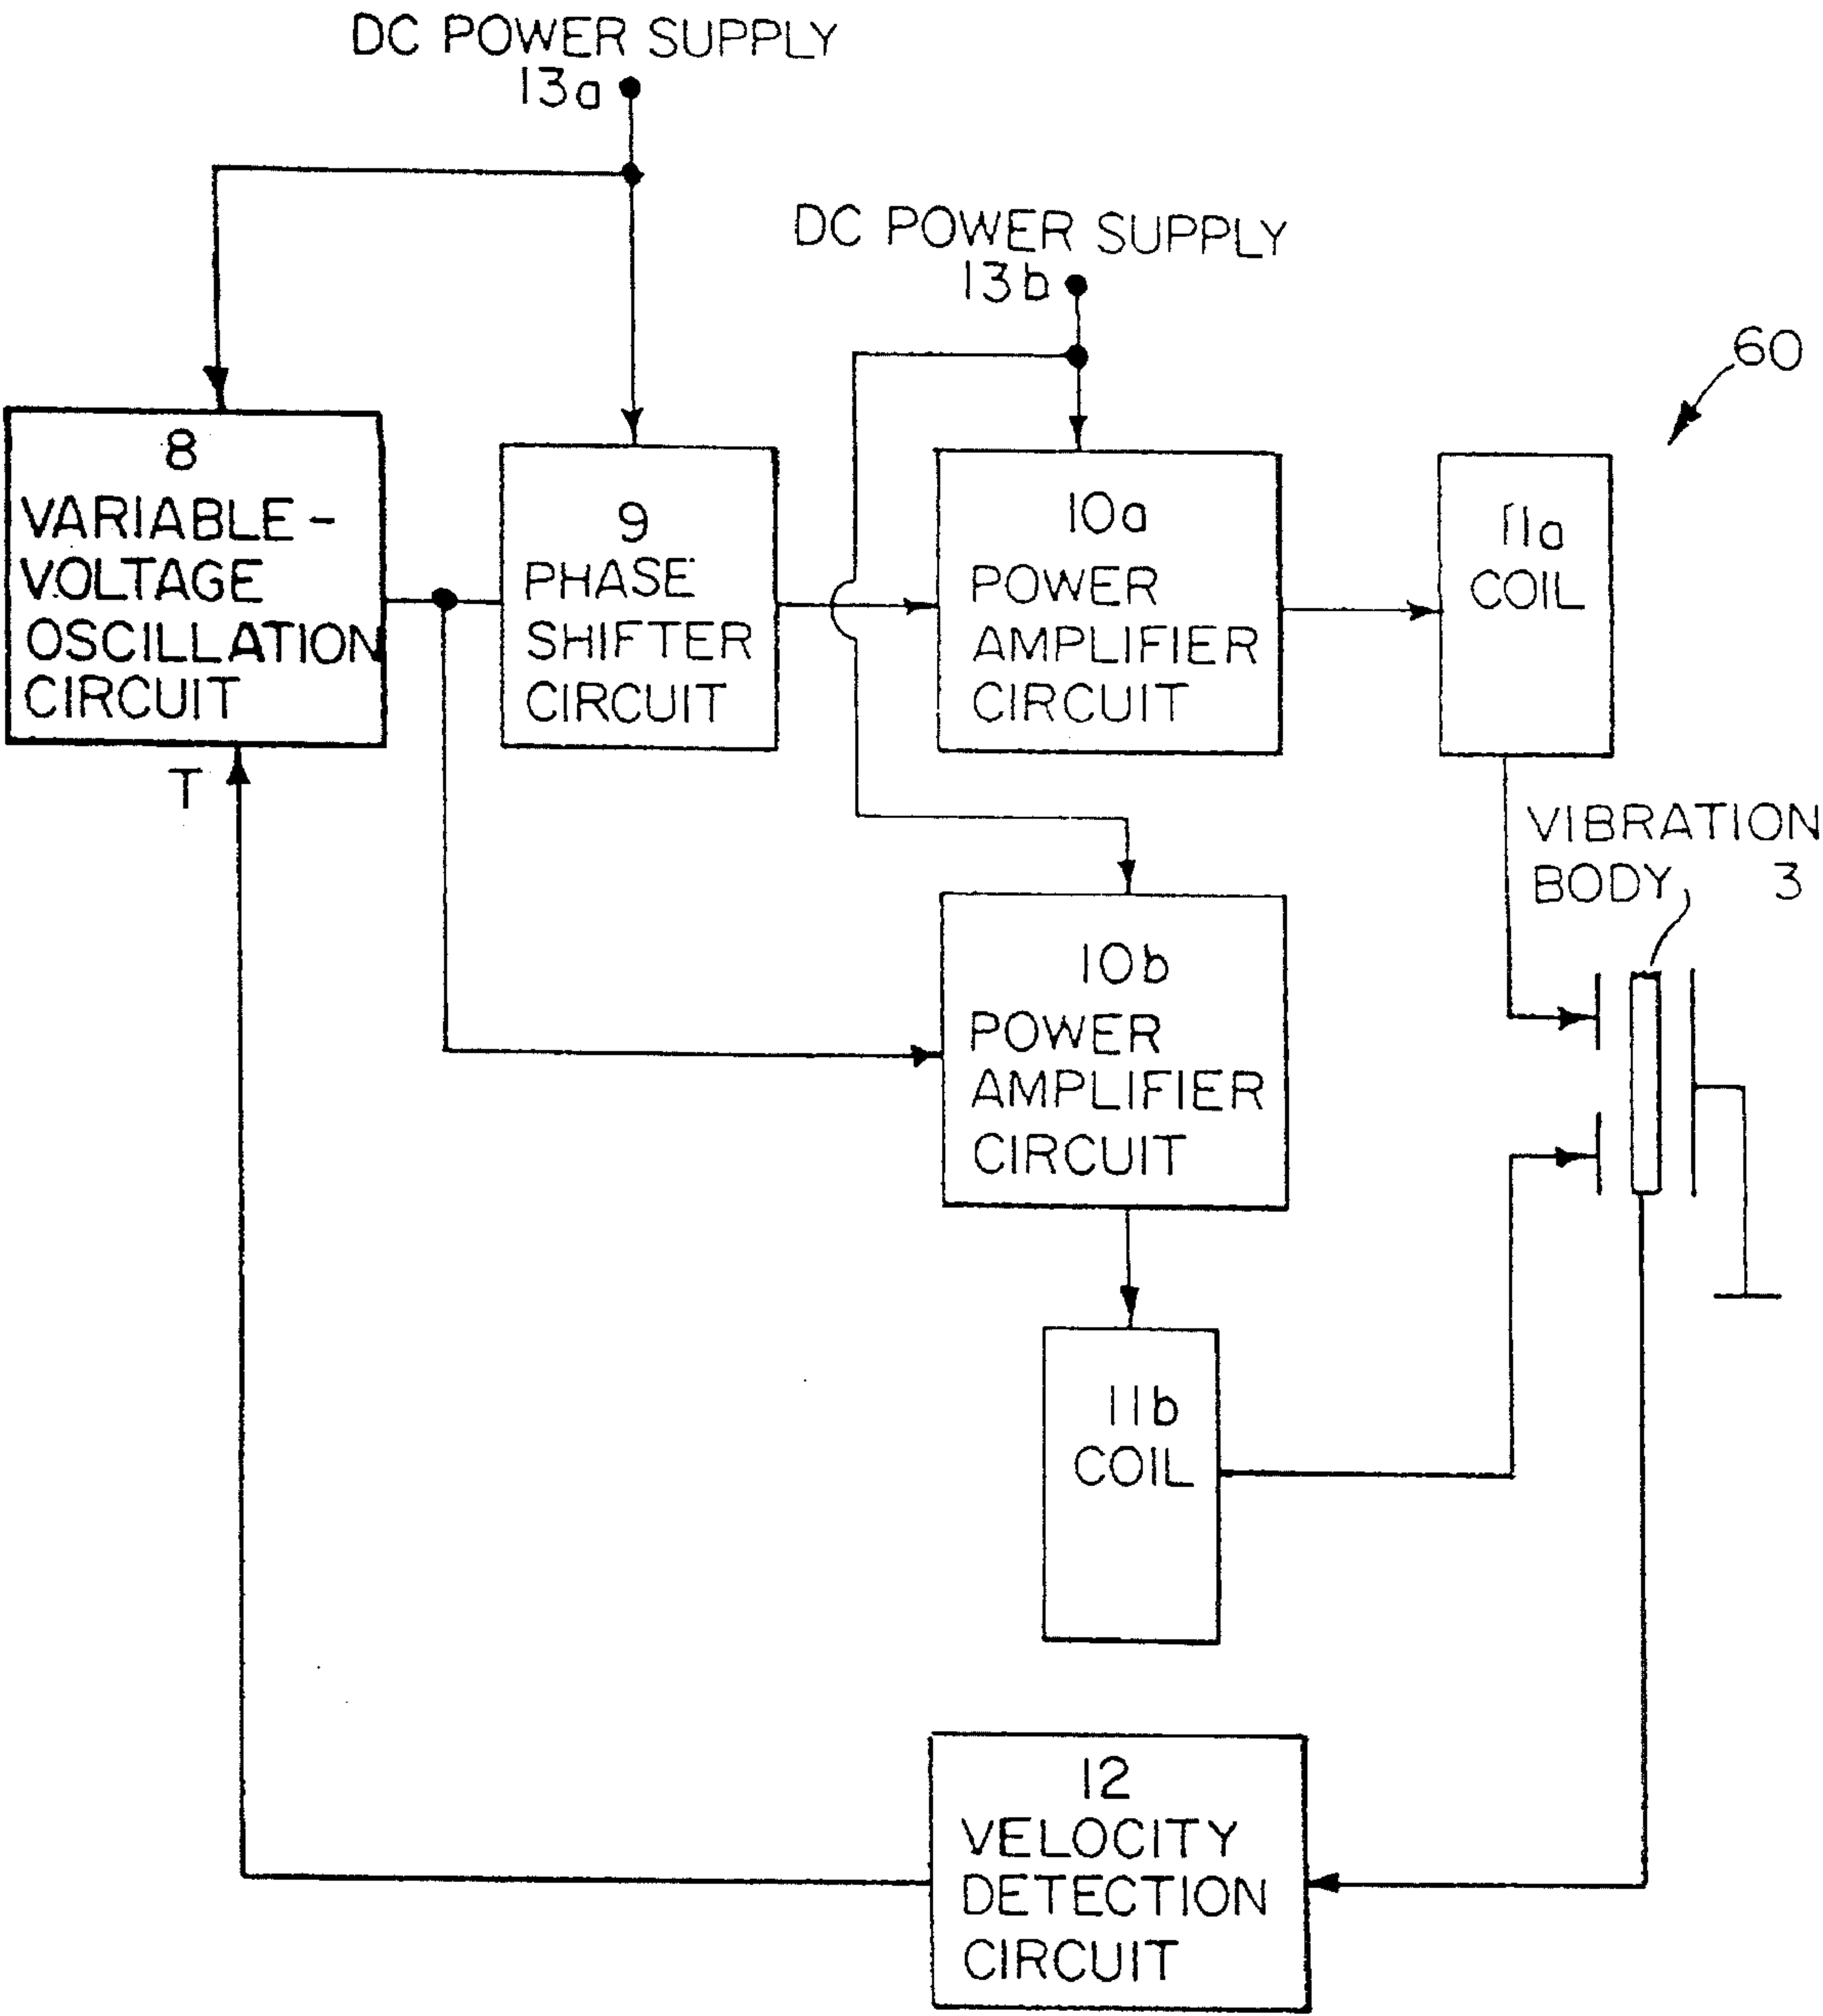 DC POWER SUPPLY
13a
DC POWER SUPPLY
13b
60
8
VARIABLE-
VOLTAGE
OSCILLATION
CIRCUIT
T
9
PHASE
SHIFTER
CIRCUIT
10a
POWER
AMPLIFIER
CIRCUIT
11a
COIL
VIBRATION
BODY 3
10b
POWER
AMPLIFIER
CIRCUIT
11b
COIL
12
VELOCITY
DETECTION
CIRCUIT